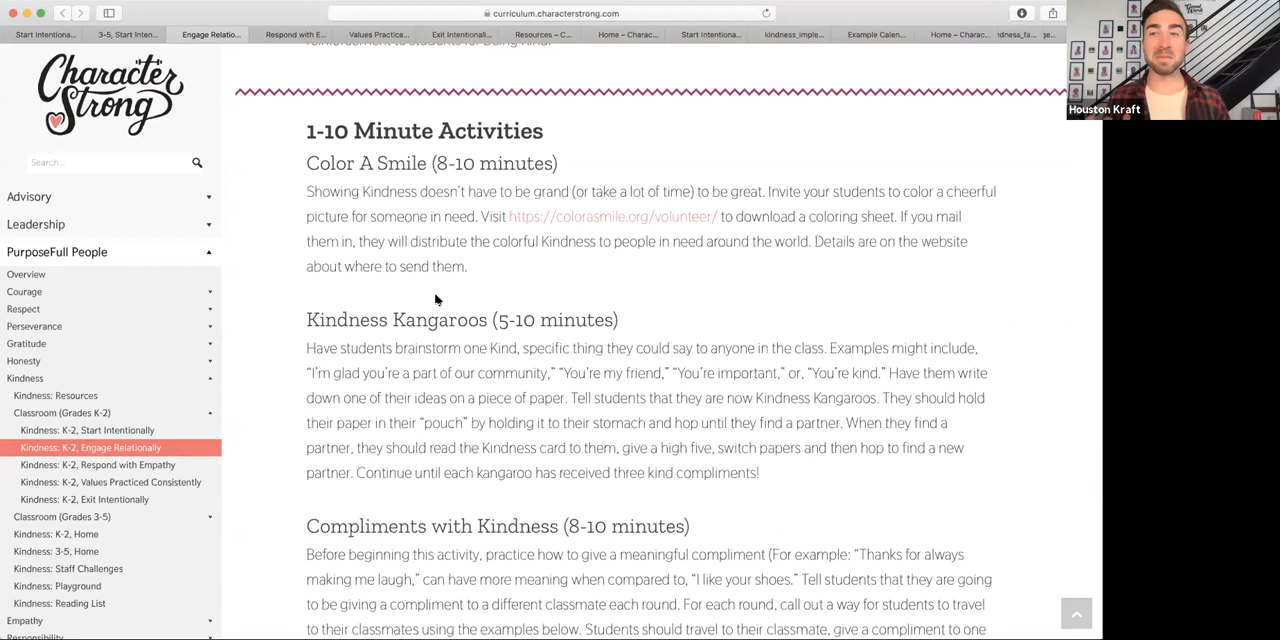 curriculum.characterstrong.com
Start Intentiona...
3-5, Start Inten...
Engage Relatio...
Respond with E...
Values Practice...
Exit Intentionali...
Resources – C...
Home – Charac...
Start Intentiona...
kindness_imple...
Example Calen...
Home – Charac...
Houston Kraft
Character
Strong
Search...
Advisory
Leadership
PurposeFull People
Overview
Courage
Respect
Perseverance
Gratitude
Honesty
Kindness
Kindness: Resources
Classroom (Grades K-2)
Kindness: K-2, Start Intentionally
Kindness: K-2, Engage Relationally
Kindness: K-2, Respond with Empathy
Kindness: K-2, Values Practiced Consistently
Kindness: K-2, Exit Intentionally
Classroom (Grades 3-5)
Kindness: K-2, Home
Kindness: 3-5, Home
Kindness: Staff Challenges
Kindness: Playground
Kindness: Reading List
Empathy
Responsibility
1-10 Minute Activities
Color A Smile (8-10 minutes)
Showing Kindness doesn't have to be grand (or take a lot of time) to be great. Invite your students to color a cheerful
picture for someone in need. Visit https://colorasmile.org/volunteer/ to download a coloring sheet. If you mail
them in, they will distribute the colorful Kindness to people in need around the world. Details are on the website
about where to send them.
Kindness Kangaroos (5-10 minutes)
Have students brainstorm one Kind, specific thing they could say to anyone in the class. Examples might include,
“I'm glad you're a part of our community,” “You're my friend,” “You're important,” or, “You're kind.” Have them write
down one of their ideas on a piece of paper. Tell students that they are now Kindness Kangaroos. They should hold
their paper in their “pouch” by holding it to their stomach and hop until they find a partner. When they find a
partner, they should read the Kindness card to them, give a high five, switch papers and then hop to find a new
partner. Continue until each kangaroo has received three kind compliments!
Compliments with Kindness (8-10 minutes)
Before beginning this activity, practice how to give a meaningful compliment (For example: “Thanks for always
making me laugh,” can have more meaning when compared to, “I like your shoes.” Tell students that they are going
to be giving a compliment to a different classmate each round. For each round, call out a way for students to travel
to their classmates using the examples below. Students should travel to their classmate, give a compliment to one